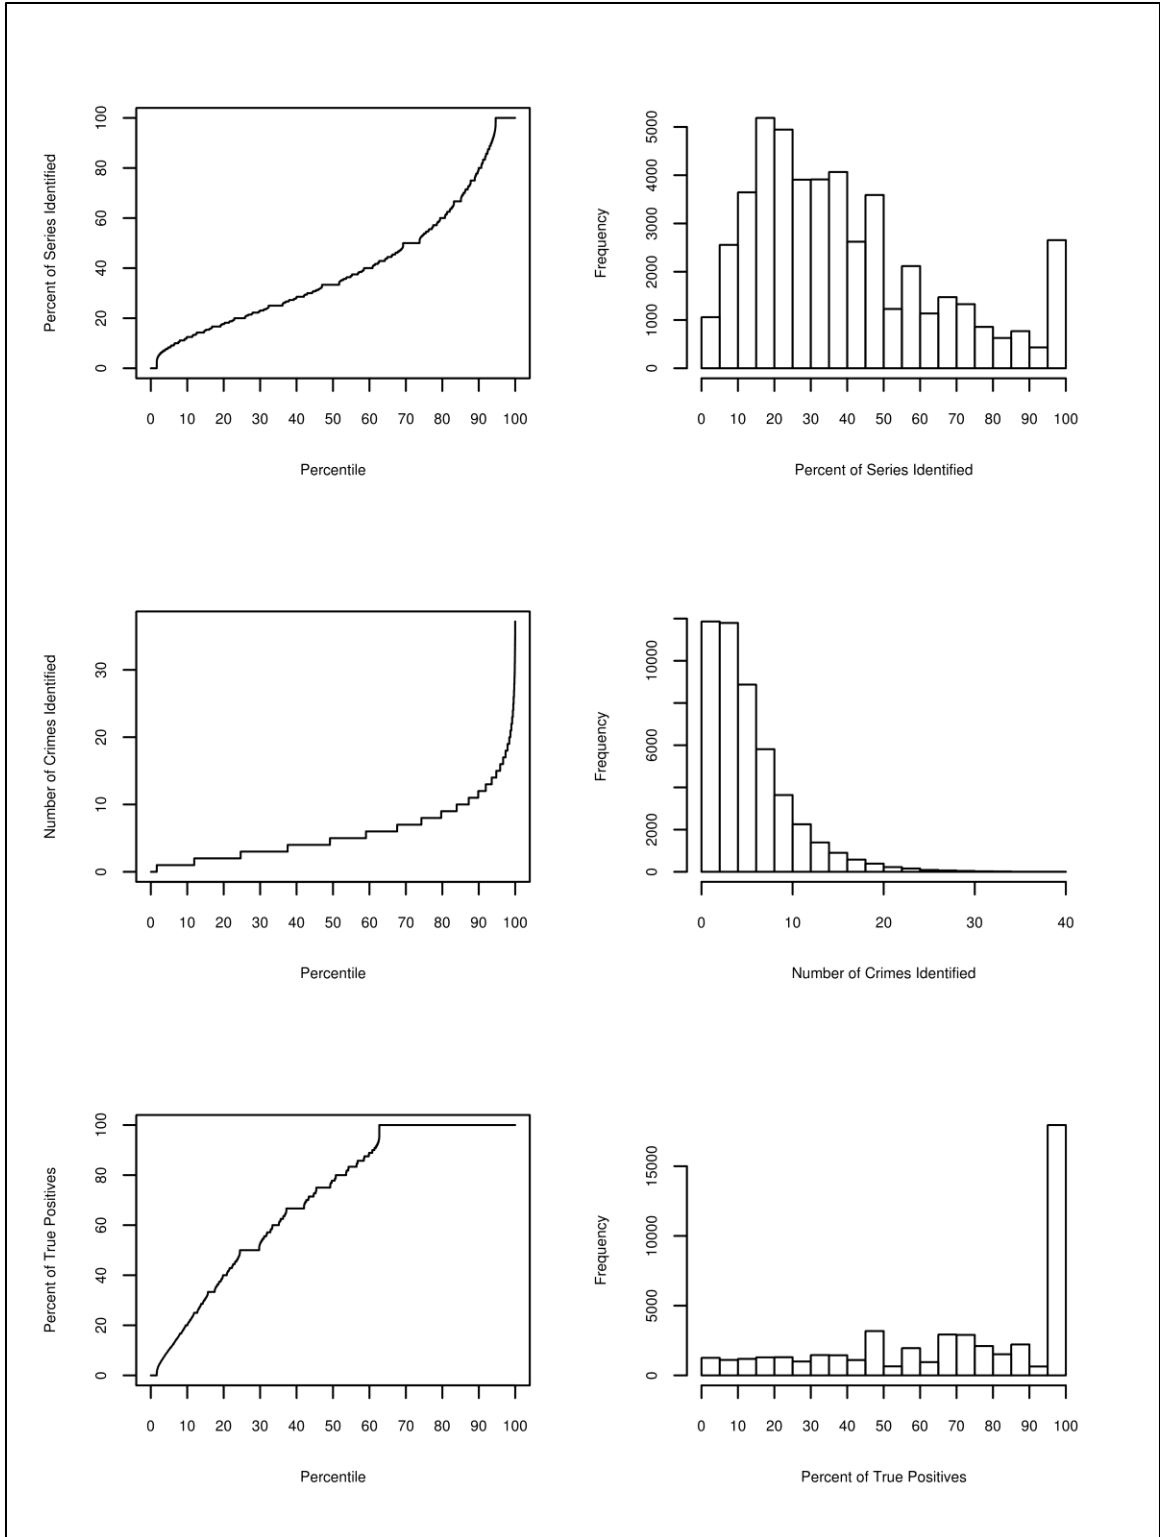 Percent of Series Identified
100
80
60
40
20
0
0 10 20 30 40 50 60 70 80 90 100
Percentile
Frequency
5000
4000
3000
2000
1000
0
0 10 20 30 40 50 60 70 80 90 100
Percent of Series Identified
Number of Crimes Identified
30
20
10
0
0 10 20 30 40 50 60 70 80 90 100
Percentile
Frequency
10000
6000
2000
0
0 10 20 30 40
Number of Crimes Identified
Percent of True Positives
100
80
60
40
20
0
0 10 20 30 40 50 60 70 80 90 100
Percentile
Frequency
15000
10000
5000
0
0 10 20 30 40 50 60 70 80 90 100
Percent of True Positives